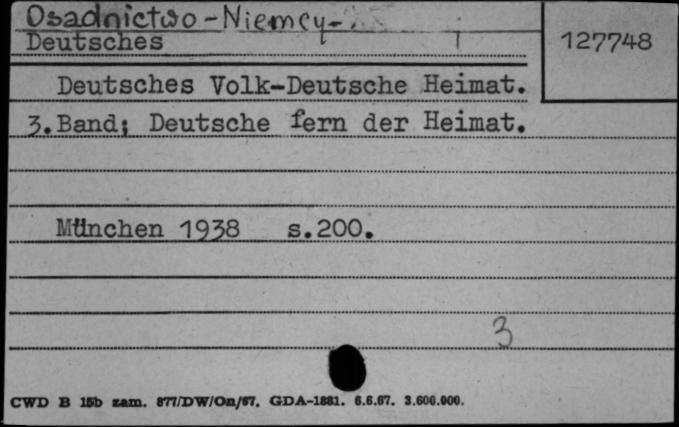 Osadnictwo - Niemcy -
Deutsches
127748
Deutsches Volk-Deutsche Heimat.
3.Band; Deutsche fern der Heimat.
München 1938 s.200.
3
CWD B 15b zam. 877/DW/On/67. GDA-1881. 6.6.67. 3.600.000.